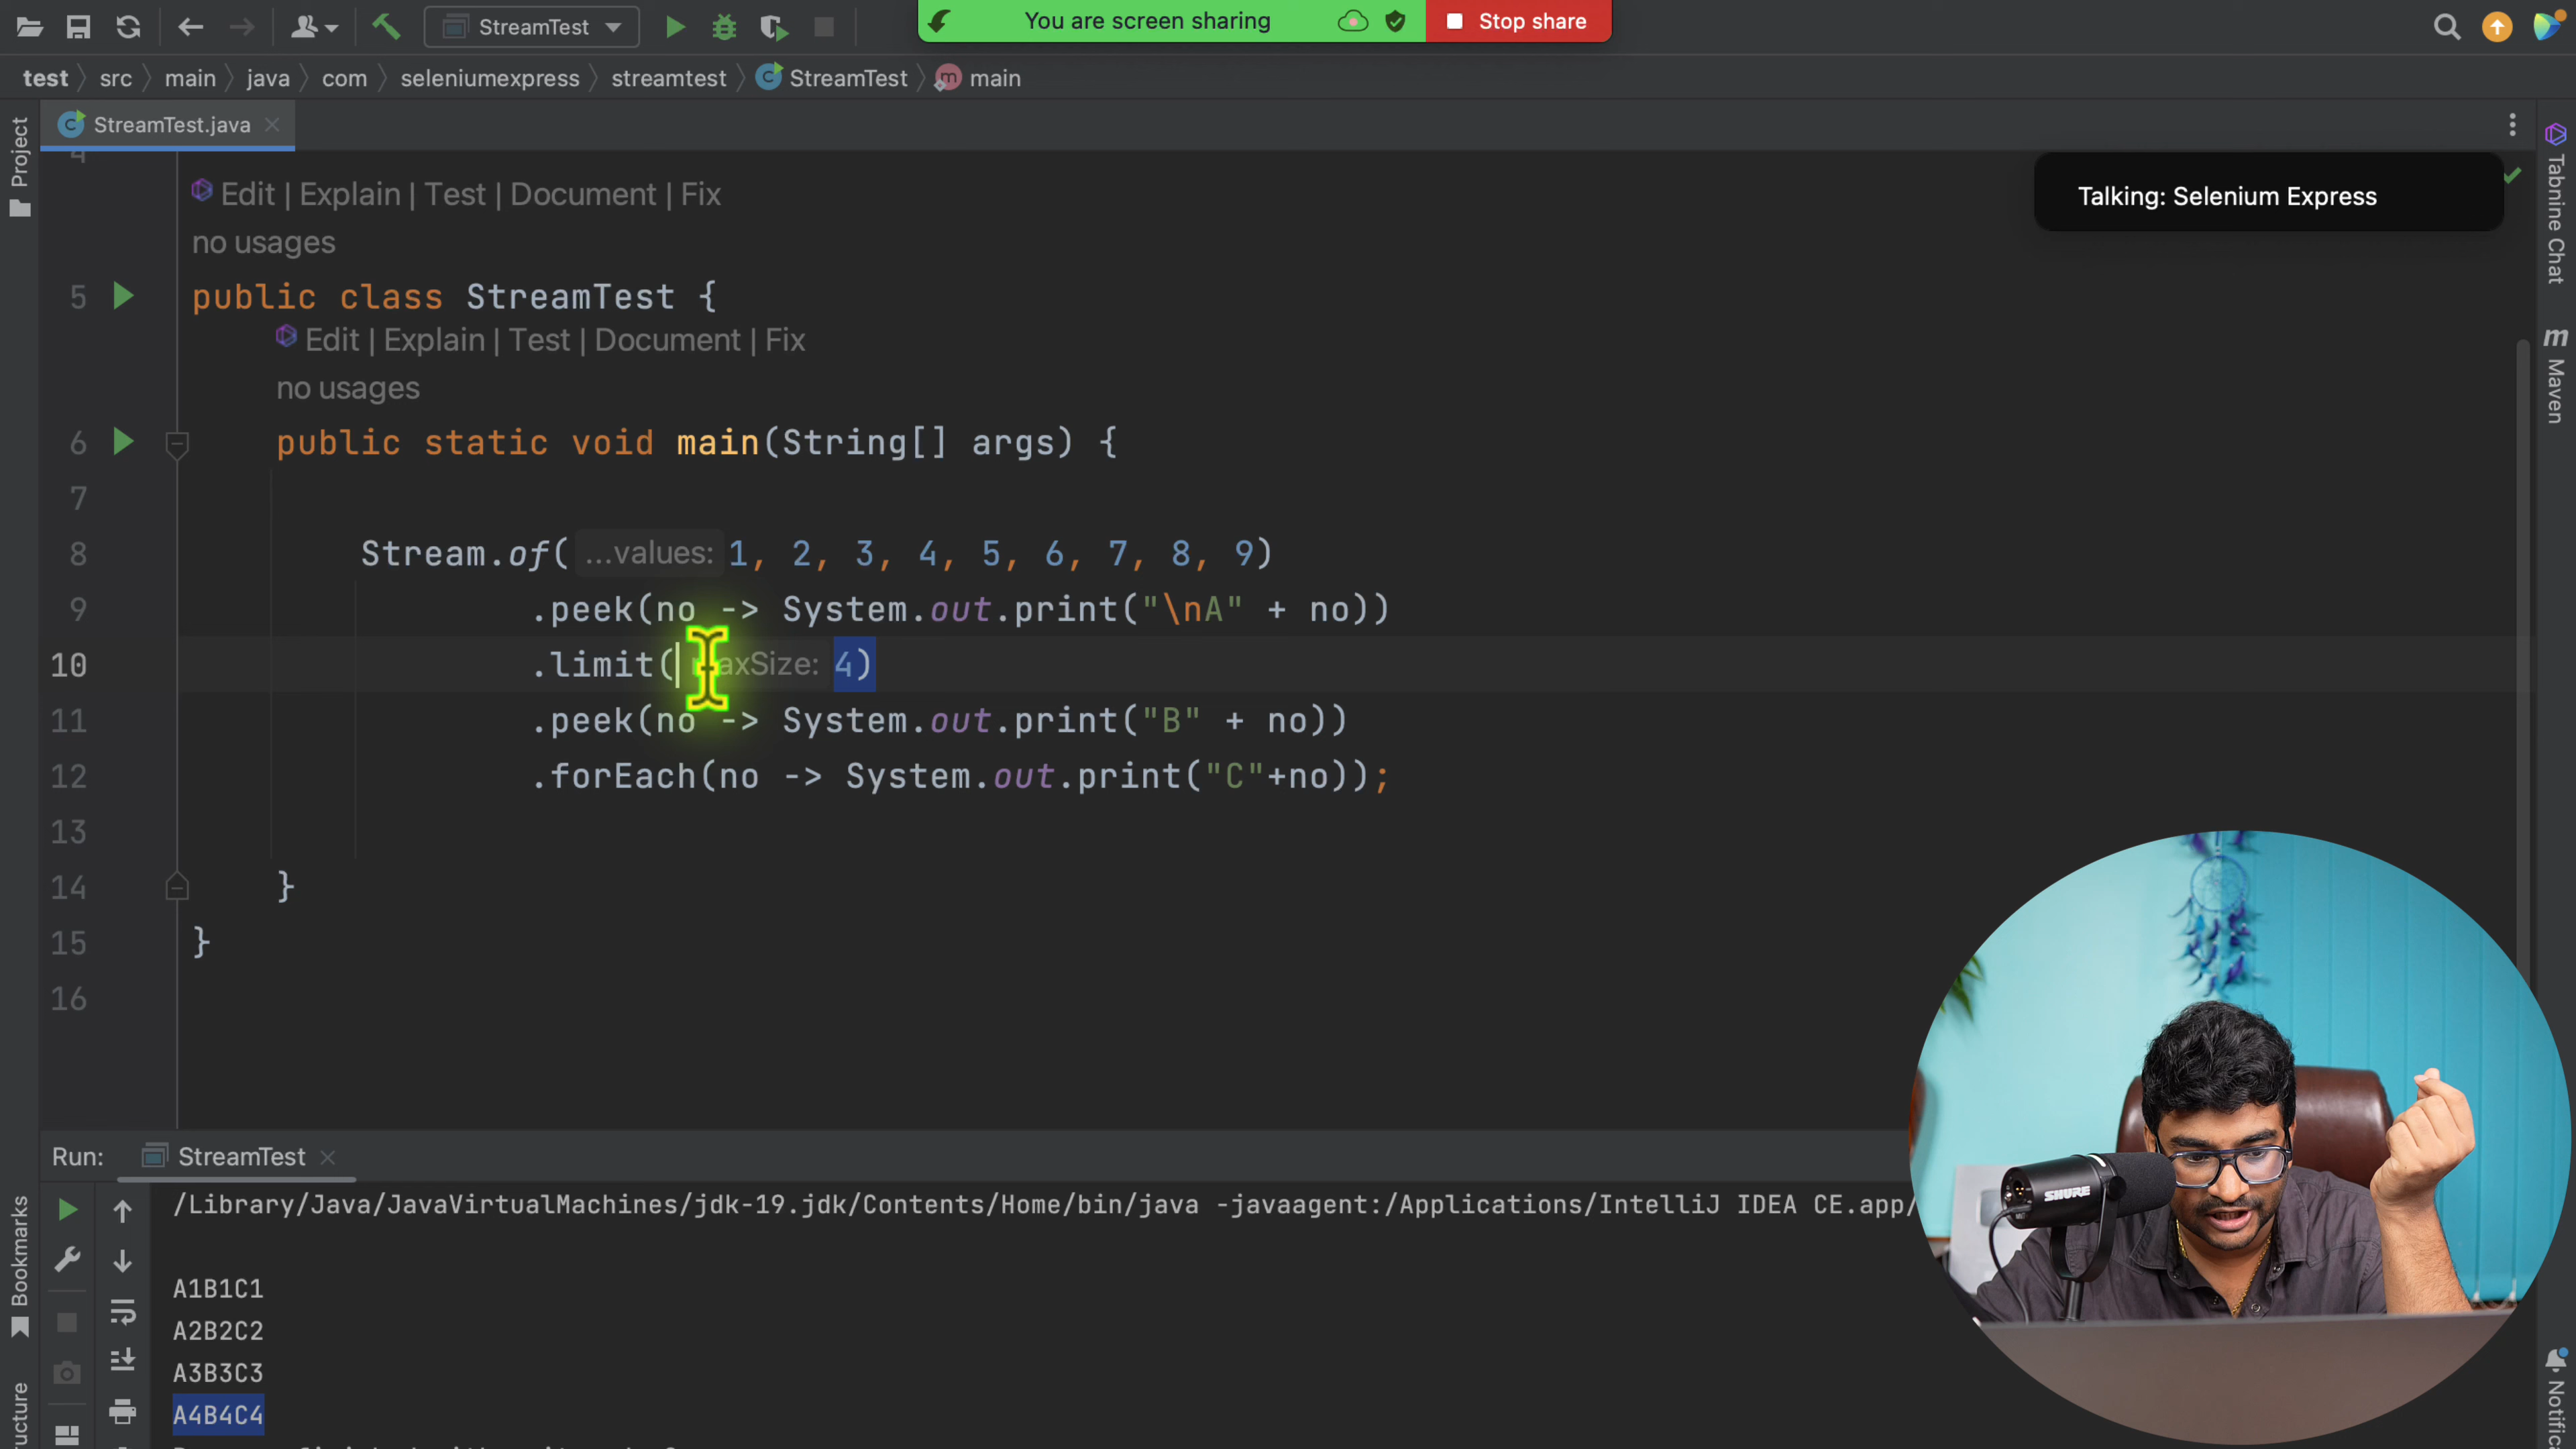 StreamTest
You are screen sharing
Stop share
test
src
main
java
com
seleniumexpress
streamtest
StreamTest
main
Project
StreamTest.java
Talking: Selenium Express
Tabnine Chat
Maven
4
Edit | Explain | Test | Document | Fix
no usages
5 public class StreamTest {
Edit | Explain | Test | Document | Fix
no usages
6 public static void main(String[] args) {
7
8 Stream.of( ...values: 1, 2, 3, 4, 5, 6, 7, 8, 9)
9 .peek(no -> System.out.print("\nA" + no))
10 .limit( maxSize: 4)
11 .peek(no -> System.out.print("B" + no))
12 .forEach(no -> System.out.print("C"+no));
13
14 }
15 }
16
SHURE
Run: StreamTest
/Library/Java/JavaVirtualMachines/jdk-19.jdk/Contents/Home/bin/java -javaagent:/Applications/IntelliJ IDEA CE.app/
A1B1C1
A2B2C2
A3B3C3
A4B4C4
Bookmarks